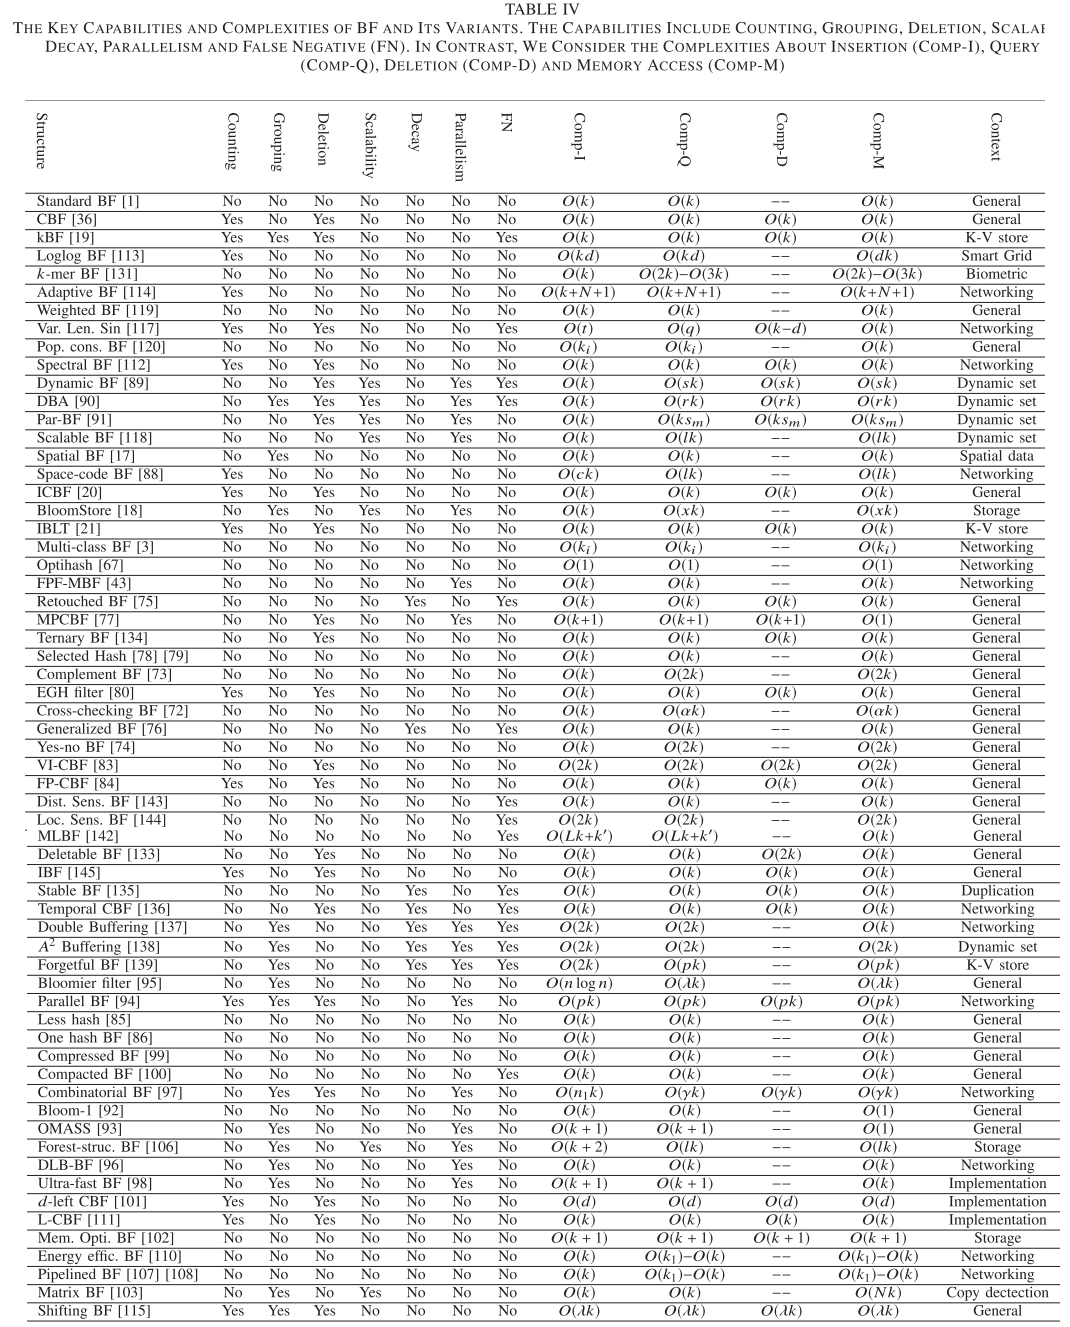 TABLE IV
THE KEY CAPABILITIES AND COMPLEXITIES OF BF AND ITS VARIANTS. THE CAPABILITIES INCLUDE COUNTING, GROUPING, DELETION,
DECAY, PARALLELISM AND FALSE NEGATIVE (FN). IN CONTRAST, WE CONSIDER THE COMPLEXITIES ABOUT INSERTION (COMP-I), QUERY
(COMP-Q), DELETION (COMP-D) AND MEMORY ACCESS (COMP-M)
Structure Counting Grouping Deletion Scalability Decay Parallelism FN Comp-I Comp-Q Comp-D Comp-M Context
Standard BF [1] No No No No No No No O(k) O(k) −− O(k) General
CBF [36] Yes No Yes No No No No O(k) O(k) O(k) O(k) General
kBF [19] Yes Yes Yes No No No Yes O(k) O(k) O(k) O(k) K-V store
Loglog BF [113] Yes No No No No No No O(kd) O(kd) −− O(dk) Smart Grid
k-mer BF [131] No No No No No No No O(k) O(2k)−O(3k) −− O(2k)−O(3k) Biometric
Adaptive BF [114] Yes No No No No No No O(k+N+1) O(k+N+1) −− O(k+N+1) Networking
Weighted BF [119] No No No No No No No O(k) O(k) −− O(k) General
Var. Len. Sin [117] Yes No Yes No No No Yes O(t) O(q) O(k−d) O(k) Networking
Pop. cons. BF [120] No No No No No No No O(kᵢ) O(kᵢ) −− O(k) General
Spectral BF [112] Yes No Yes No No No No O(k) O(k) O(k) O(k) Networking
Dynamic BF [89] No No Yes Yes No Yes Yes O(k) O(sk) O(sk) O(sk) Dynamic set
DBA [90] No Yes Yes Yes No Yes Yes O(k) O(rk) O(rk) O(rk) Dynamic set
Par-BF [91] No No Yes Yes No Yes No O(k) O(ksₘ) O(ksₘ) O(ksₘ) Dynamic set
Scalable BF [118] No No No Yes No Yes No O(k) O(lk) −− O(lk) Dynamic set
Spatial BF [17] No Yes No No No No No O(k) O(k) −− O(k) Spatial data
Space-code BF [88] Yes No No No No No No O(ck) O(lk) −− O(lk) Networking
ICBF [20] Yes No Yes No No No No O(k) O(k) O(k) O(k) General
BloomStore [18] No Yes No Yes No Yes No O(k) O(xk) −− O(xk) Storage
IBLT [21] Yes No Yes No No No No O(k) O(k) O(k) O(k) K-V store
Multi-class BF [3] No No No No No No No O(kᵢ) O(kᵢ) −− O(kᵢ) Networking
Optihash [67] No No No No No No No O(1) O(1) −− O(1) Networking
FPF-MBF [43] No No No No No Yes No O(k) O(k) −− O(k) Networking
Retouched BF [75] No No No No Yes No Yes O(k) O(k) O(k) O(k) General
MPCBF [77] No No Yes No No Yes No O(k+1) O(k+1) O(k+1) O(1) General
Ternary BF [134] No No Yes No No No No O(k) O(k) O(k) O(k) General
Selected Hash [78] [79] No No No No No No No O(k) O(k) −− O(k) General
Complement BF [73] No No No No No No No O(k) O(2k) −− O(2k) General
EGH filter [80] Yes No Yes No No No No O(k) O(k) O(k) O(k) General
Cross-checking BF [72] No No No No No No No O(k) O(αk) −− O(αk) General
Generalized BF [76] No No No No Yes No Yes O(k) O(k) −− O(k) General
Yes-no BF [74] No No No No No No No O(k) O(2k) −− O(2k) General
VI-CBF [83] No No Yes No No No No O(2k) O(2k) O(2k) O(2k) General
FP-CBF [84] Yes No Yes No No No No O(k) O(k) O(k) O(k) General
Dist. Sens. BF [143] No No No No No No Yes O(k) O(k) −− O(k) General
Loc. Sens. BF [144] No No No No No No Yes O(2k) O(2k) −− O(2k) General
MLBF [142] No No No No No No Yes O(Lk+k′) O(Lk+k′) −− O(k) General
Deletable BF [133] No No Yes No No No No O(k) O(k) O(2k) O(k) General
IBF [145] Yes No Yes No No No No O(k) O(k) O(k) O(k) General
Stable BF [135] No No No No Yes No Yes O(k) O(k) O(k) O(k) Duplication
Temporal CBF [136] No No Yes No Yes No Yes O(k) O(k) O(k) O(k) Networking
Double Buffering [137] No Yes No No Yes Yes Yes O(2k) O(2k) −− O(k) Networking
A² Buffering [138] No Yes No No Yes Yes Yes O(2k) O(2k) −− O(2k) Dynamic set
Forgetful BF [139] No Yes No No Yes Yes Yes O(2k) O(pk) −− O(pk) K-V store
Bloomier filter [95] No Yes No No No No No O(n log n) O(λk) −− O(λk) General
Parallel BF [94] Yes Yes Yes No No Yes No O(pk) O(pk) O(pk) O(pk) Networking
Less hash [85] No No No No No No No O(k) O(k) −− O(k) General
One hash BF [86] No No No No No No No O(k) O(k) −− O(k) General
Compressed BF [99] No No No No No No No O(k) O(k) −− O(k) General
Compacted BF [100] No No No No No No Yes O(k) O(k) −− O(k) General
Combinatorial BF [97] No Yes Yes No No Yes No O(n₁k) O(γk) O(γk) O(γk) Networking
Bloom-1 [92] No No No No No No No O(k) O(k) −− O(1) General
OMASS [93] No Yes No No No Yes No O(k + 1) O(k + 1) −− O(1) General
Forest-struc. BF [106] No Yes No Yes No Yes No O(k + 2) O(lk) −− O(lk) Storage
DLB-BF [96] No Yes No No No Yes No O(k) O(k) −− O(k) Networking
Ultra-fast BF [98] No Yes No No No Yes No O(k + 1) O(k + 1) −− O(k) Implementation
d-left CBF [101] Yes No Yes No No No No O(d) O(d) O(d) O(d) Implementation
L-CBF [111] Yes No Yes No No No No O(k) O(k) O(k) O(k) Implementation
Mem. Opti. BF [102] No No No No No No No O(k + 1) O(k + 1) O(k + 1) O(k + 1) Storage
Energy effic. BF [110] No No No No No No No O(k) O(k₁)−O(k) −− O(k₁)−O(k) Networking
Pipelined BF [107] [108] No No No No No No No O(k) O(k₁)−O(k) −− O(k₁)−O(k) Networking
Matrix BF [103] No Yes No Yes No No No O(k) O(k) −− O(Nk) Copy dectection
Shifting BF [115] Yes Yes Yes No No No No O(λk) O(λk) O(λk) O(λk) General